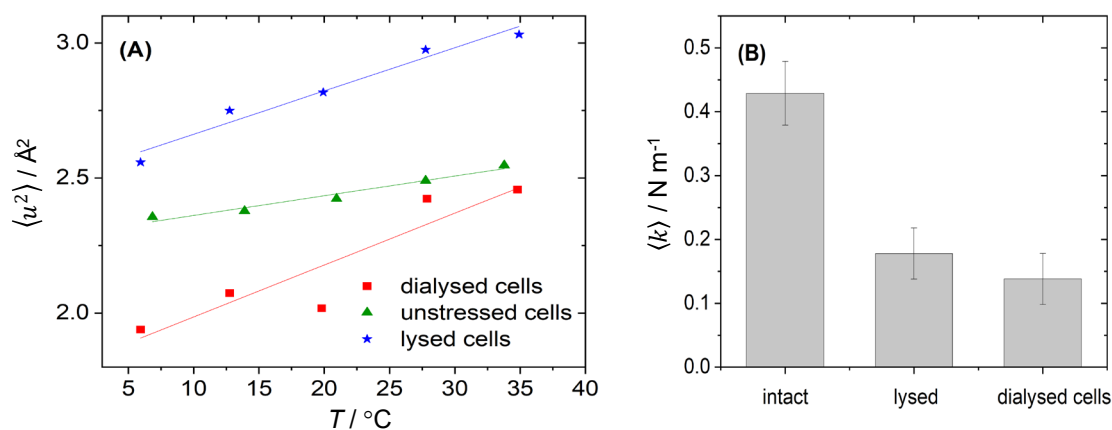 (A)
3.0
2.5
2.0
⟨u²⟩ / Å²
5 10 15 20 25 30 35 40
T / °C
dialysed cells
unstressed cells
lysed cells
(B)
0.5
0.4
0.3
0.2
0.1
0.0
⟨k⟩ / N m⁻¹
intact lysed dialysed cells